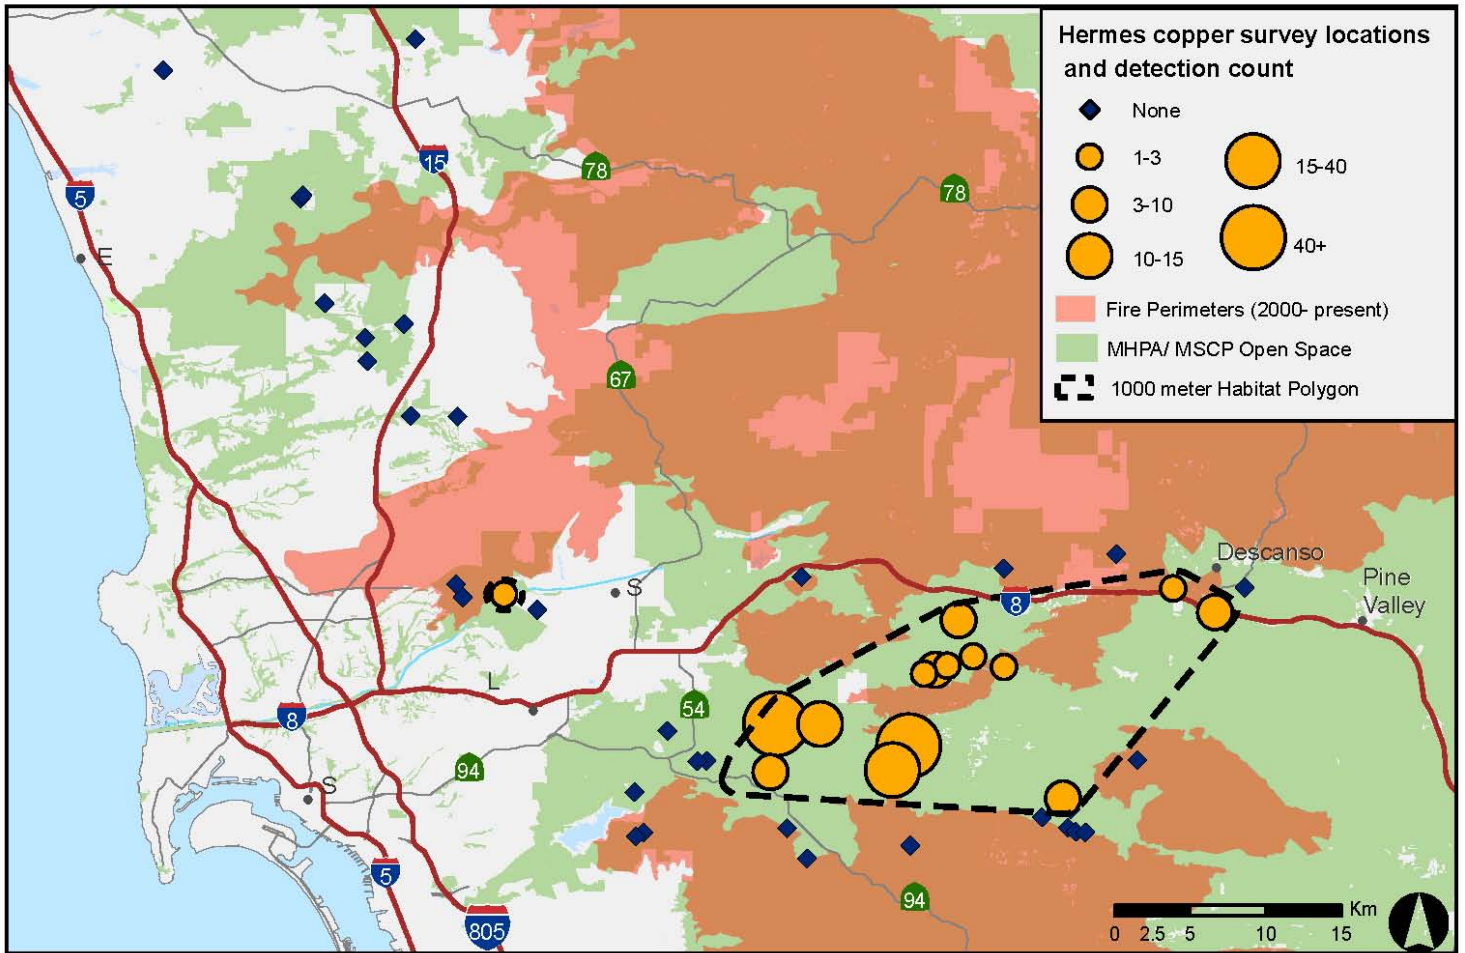 Hermes copper survey locations
and detection count
None
1-3
15-40
3-10
40+
10-15
Fire Perimeters (2000- present)
MHPA/ MSCP Open Space
1000 meter Habitat Polygon
15
78
78
5
E
67
Descanso
Pine
Valley
S
8
L
54
8
94
S
5
94
805
Km
0 2.5 5 10 15